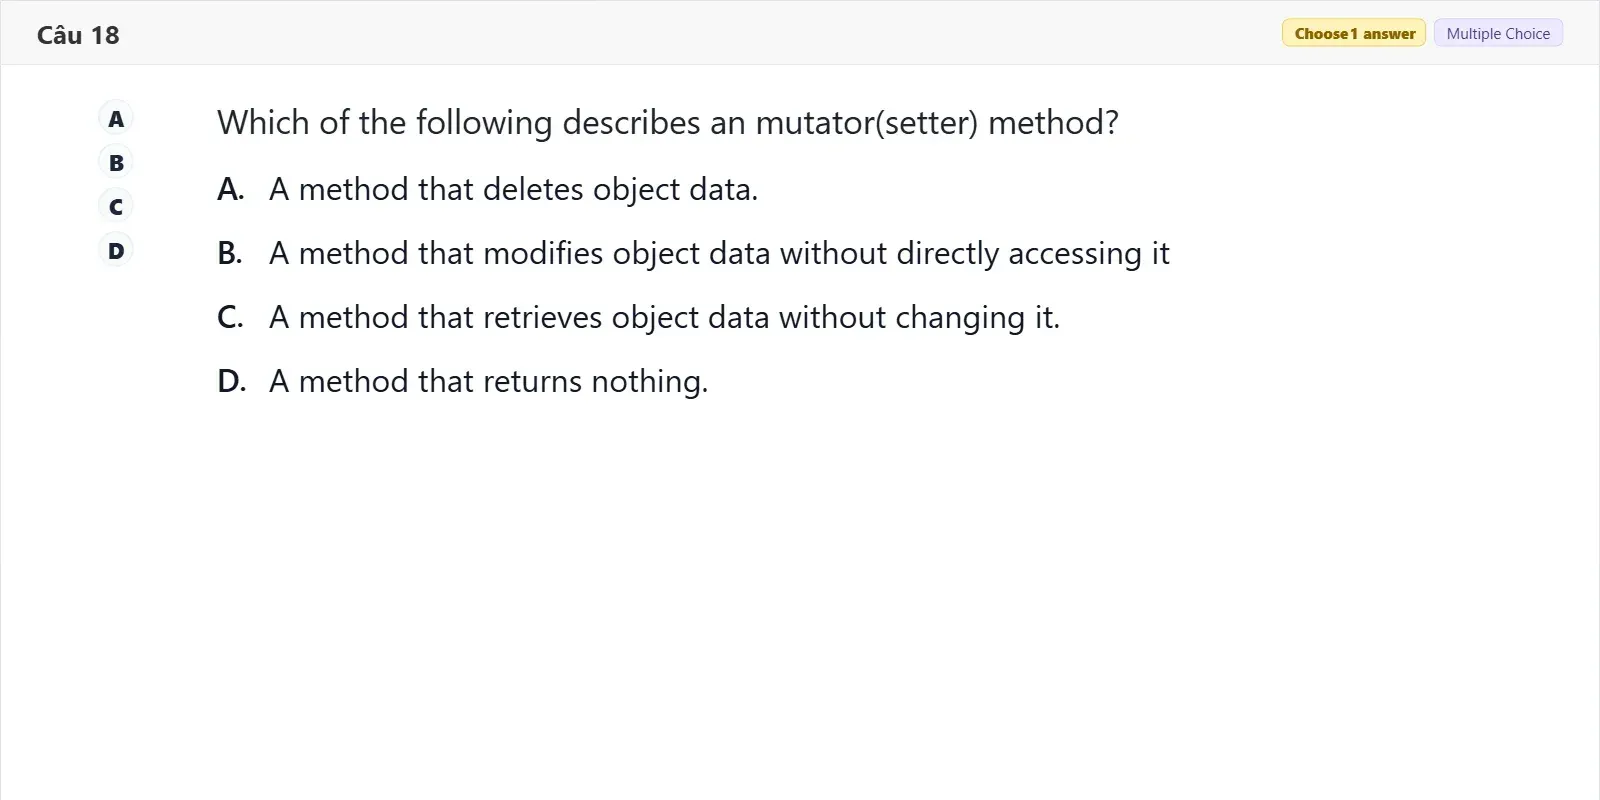 Câu 18
Choose1 answer
Multiple Choice
A
B
C
D
Which of the following describes an mutator(setter) method?
A. A method that deletes object data.
B. A method that modifies object data without directly accessing it
C. A method that retrieves object data without changing it.
D. A method that returns nothing.